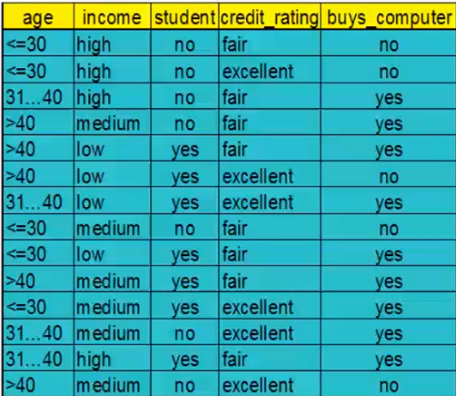 age income student credit_rating buys_computer
<=30 high no fair no
<=30 high no excellent no
31…40 high no fair yes
>40 medium no fair yes
>40 low yes fair yes
>40 low yes excellent no
31…40 low yes excellent yes
<=30 medium no fair no
<=30 low yes fair yes
>40 medium yes fair yes
<=30 medium yes excellent yes
31…40 medium no excellent yes
31…40 high yes fair yes
>40 medium no excellent no